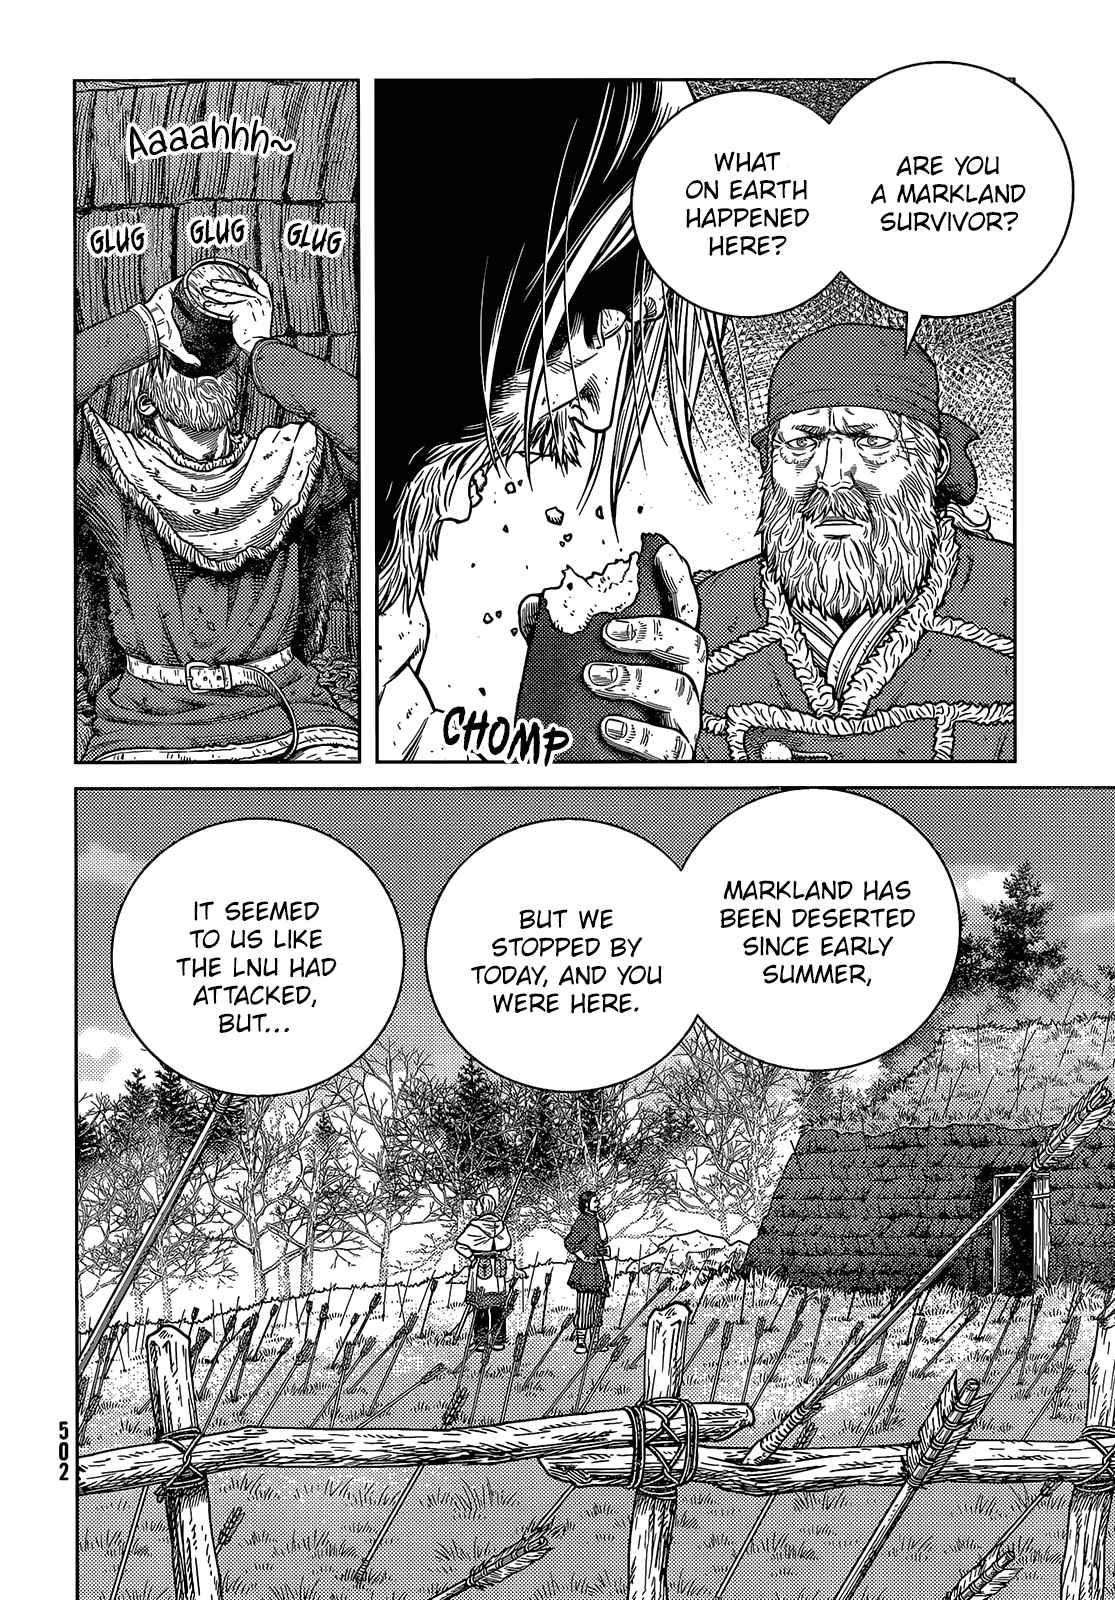 Aaaahhh~
GLUG
GLUG
GLUG
ARE YOU
A MARKLAND
SURVIVOR?
WHAT
ON EARTH
HAPPENED
HERE?
CHOMP
MARKLAND HAS
BEEN DESERTED
SINCE EARLY
SUMMER,
BUT WE
STOPPED BY
TODAY, AND YOU
WERE HERE.
IT SEEMED
TO US LIKE
THE LNU HAD
ATTACKED,
BUT...
502